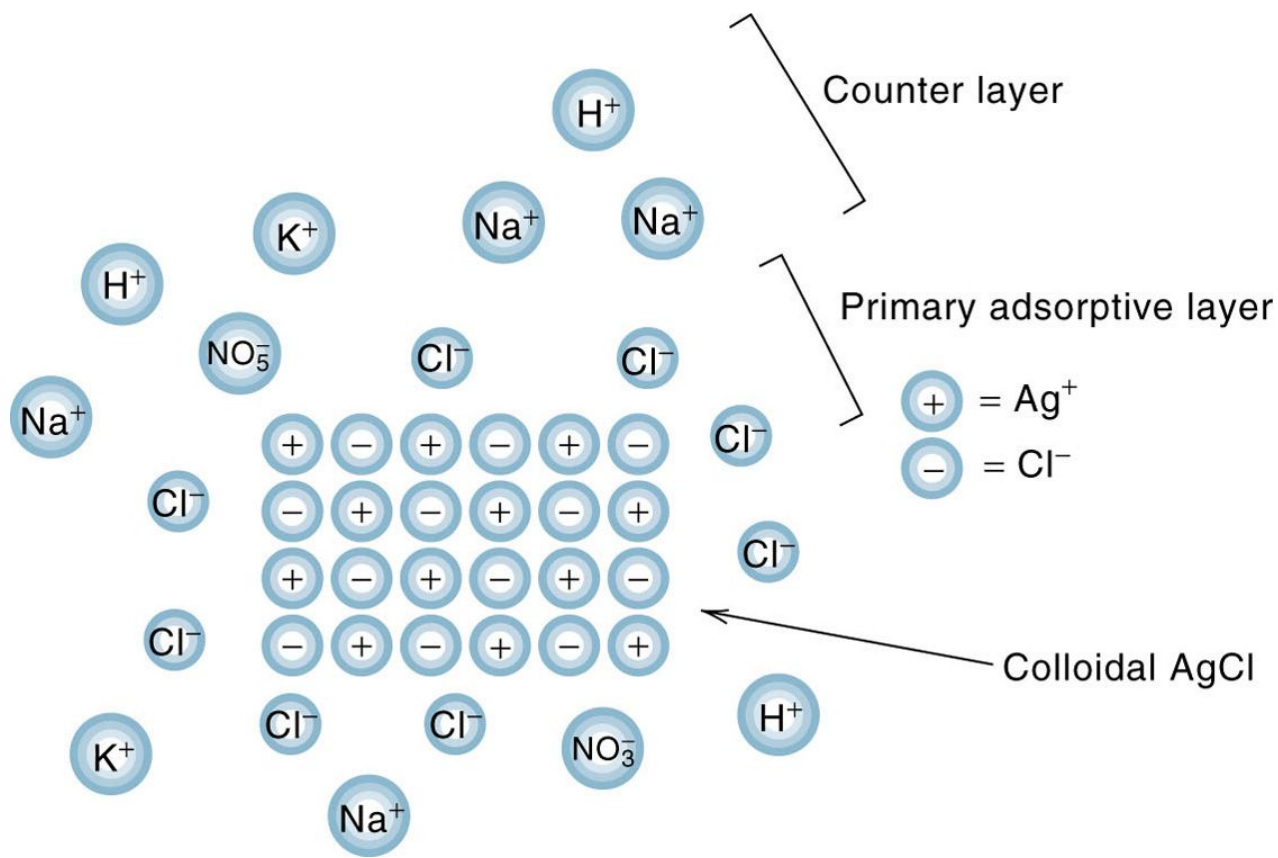 Counter layer
H⁺
K⁺
Na⁺
Na⁺
H⁺
Primary adsorptive layer
NO₅⁻
Cl⁻
Cl⁻
Na⁺
+ = Ag⁺
− = Cl⁻
Cl⁻
+ − + − + −
Cl⁻
− + − + − +
Cl⁻
+ − + − + −
Cl⁻
− + − + − +
Colloidal AgCl
Cl⁻
Cl⁻
NO₃⁻
H⁺
K⁺
Na⁺